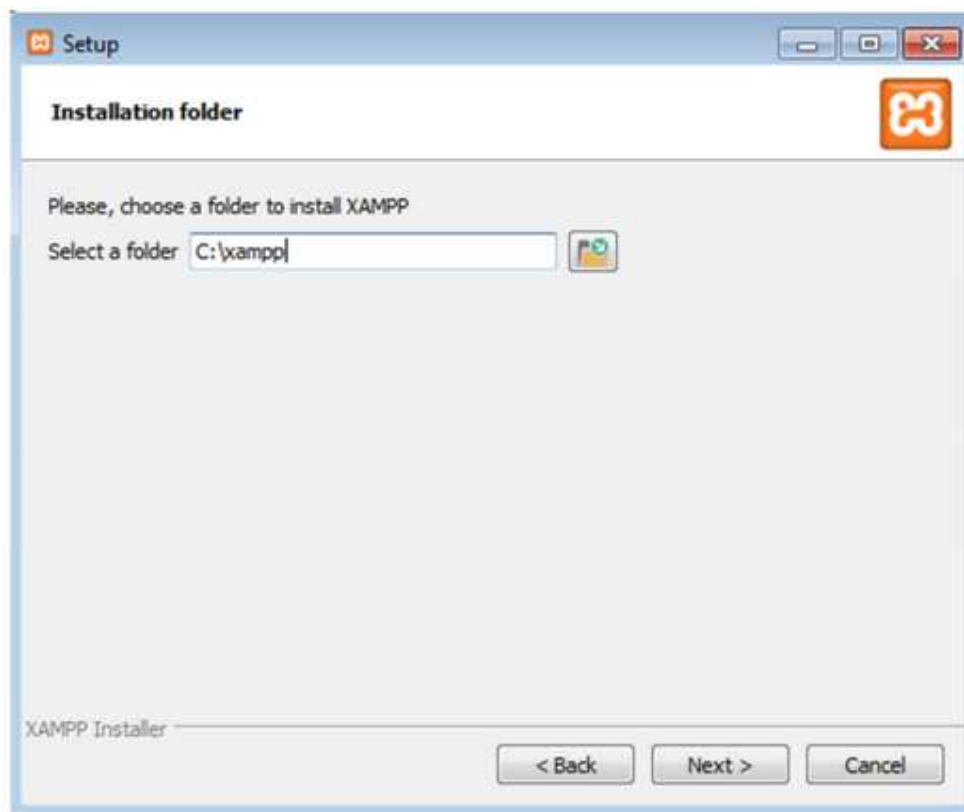 Setup
Installation folder
Please, choose a folder to install XAMPP
Select a folder C:\xampp
XAMPP Installer
< Back Next > Cancel